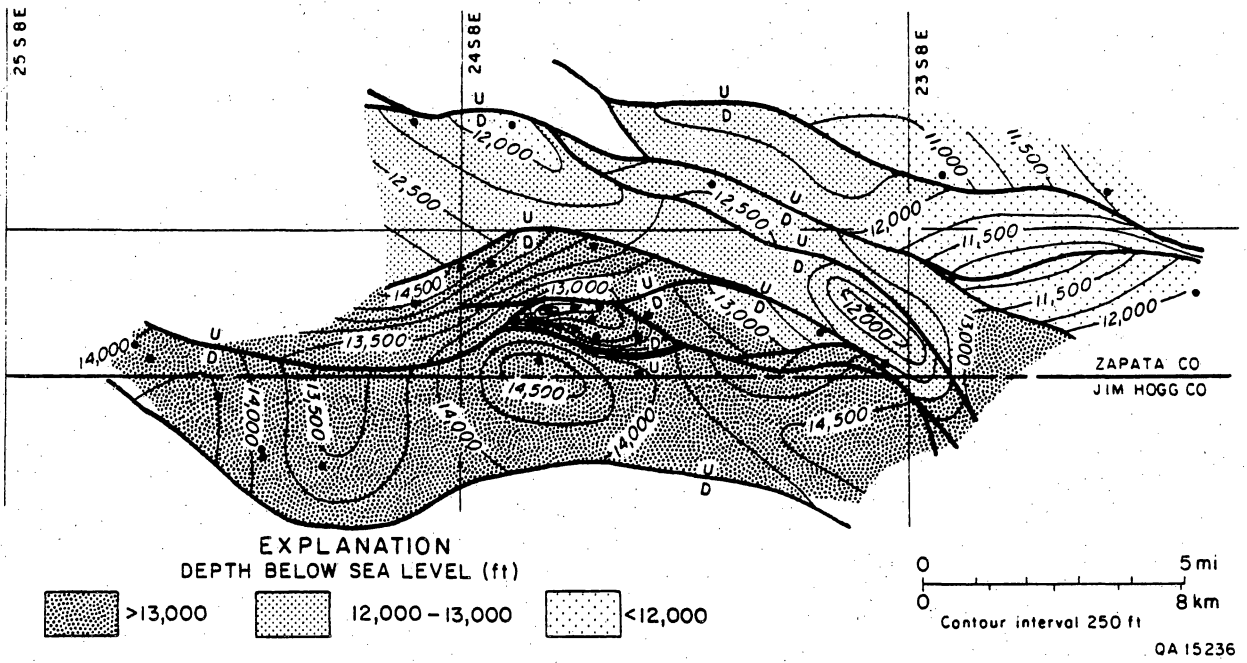 25 S 8 E
24 S 8 E
23 S 8 E
U
D
U
D
12,000
11,000
11,500
12,500
12,500
U
D
12,000
11,500
U
D
U
D
14,500
13,000
U
D
U
D
13,000
<12,000
13,000
11,500
12,000
14,000
U
D
13,500
U
D
ZAPATA CO
JIM HOGG CO
14,000
13,500
14,500
14,000
14,000
14,500
U
D
EXPLANATION
DEPTH BELOW SEA LEVEL (ft)
>13,000
12,000 – 13,000
<12,000
0
5 mi
0
8 km
Contour interval 250 ft
QA 15236